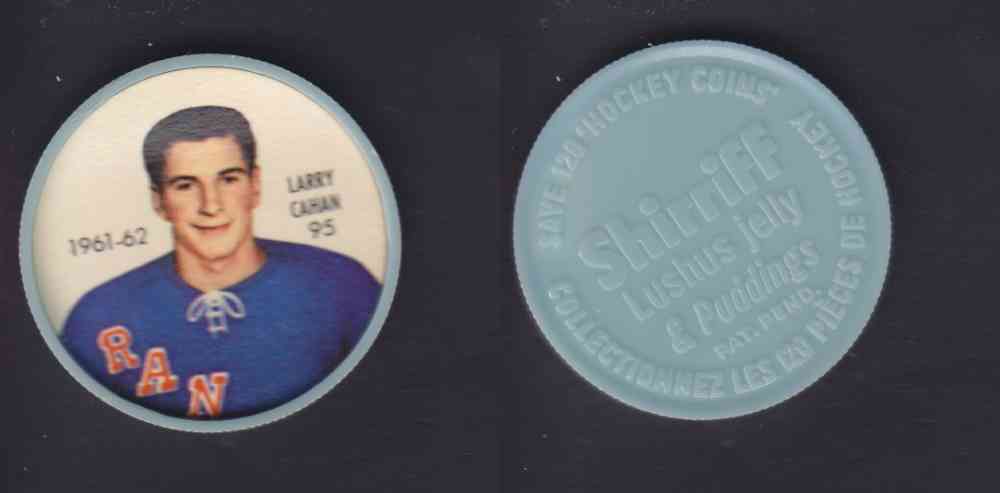 1961-62
LARRY
CAHAN
95
RAN
SAVE 120 "HOCKEY COINS"
Shirriff
Lushus Jelly
& Puddings
PAT. PEND.
COLLECTIONNEZ LES 120 PIÈCES DE HOCKEY